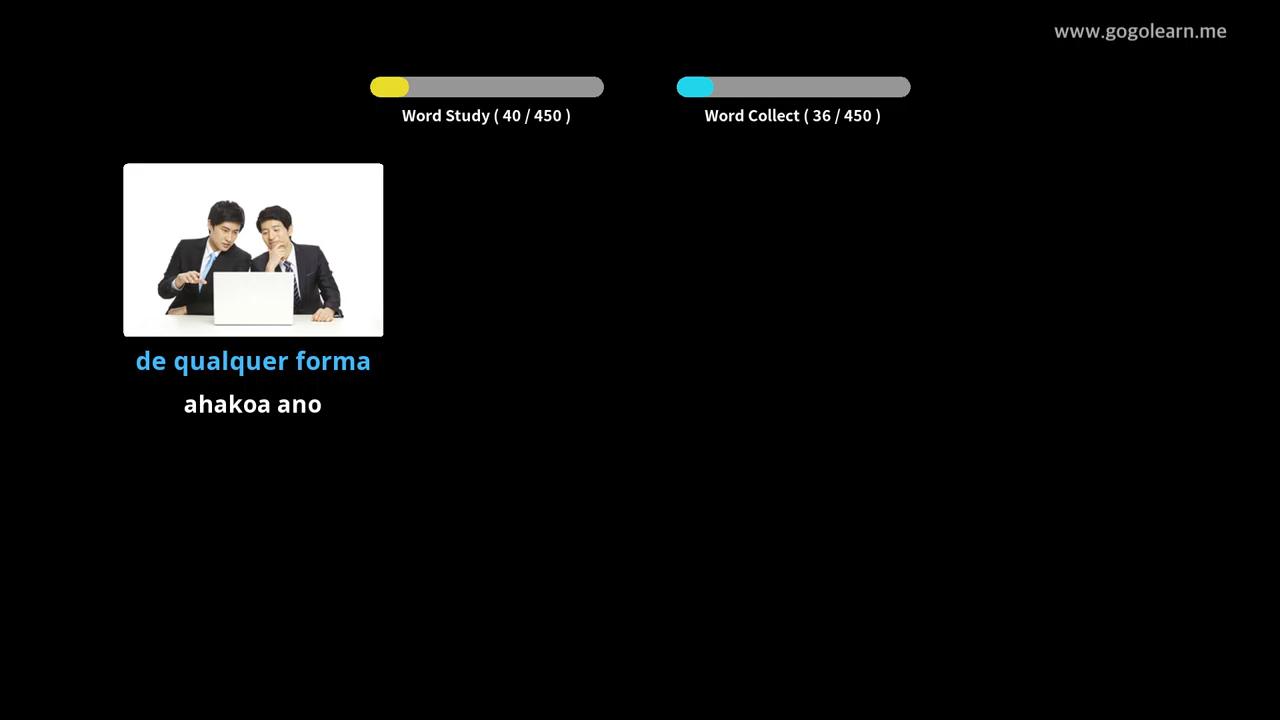 www.gogolearn.me
Word Study ( 40 / 450 )
Word Collect ( 36 / 450 )
de qualquer forma
ahakoa ano